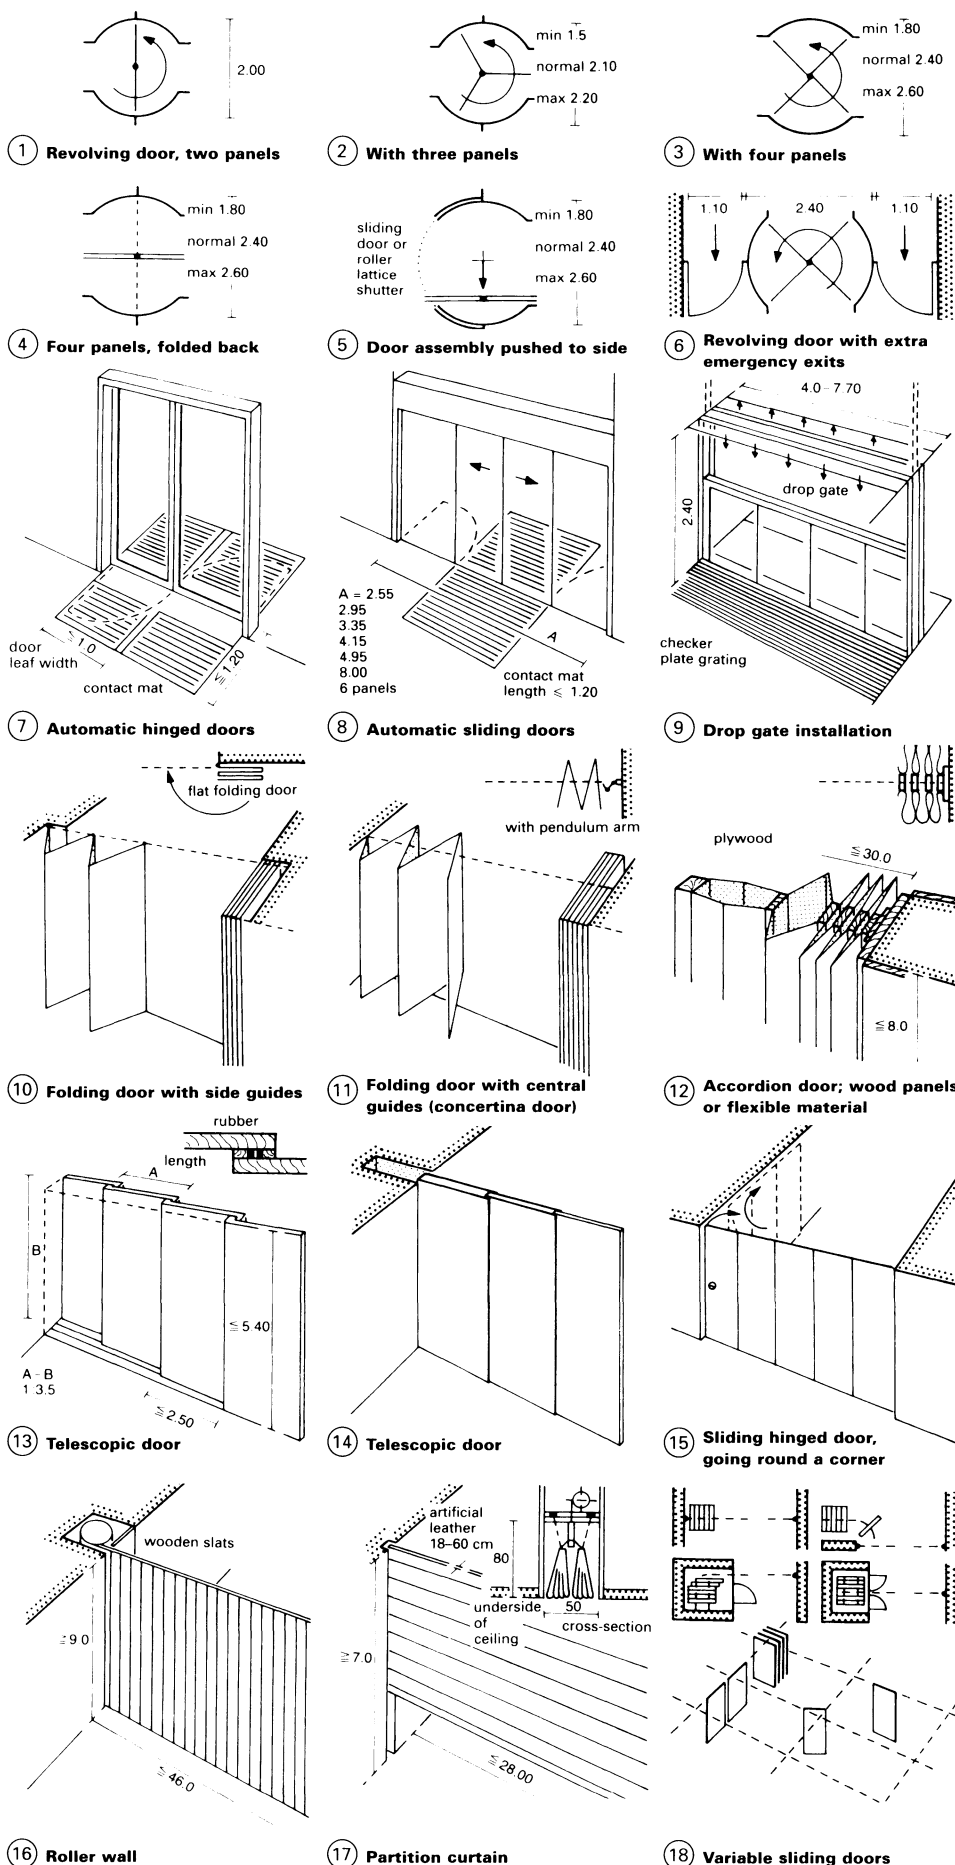 2.00
1 Revolving door, two panels
min 1.5
normal 2.10
max 2.20
2 With three panels
min 1.80
normal 2.40
max 2.60
3 With four panels
min 1.80
normal 2.40
max 2.60
4 Four panels, folded back
sliding
door or
roller
lattice
shutter
min 1.80
normal 2.40
max 2.60
5 Door assembly pushed to side
1.10 2.40 1.10
6 Revolving door with extra
emergency exits
door
leaf width
≤ 1.0
contact mat
≤ 1.20
7 Automatic hinged doors
A = 2.55
2.95
3.35
4.15
4.95
8.00
6 panels
A
contact mat
length ≤ 1.20
8 Automatic sliding doors
4.0–7.70
drop gate
2.40
checker
plate grating
9 Drop gate installation
flat folding door
10 Folding door with side guides
with pendulum arm
11 Folding door with central
guides (concertina door)
plywood
≦30.0
≦8.0
12 Accordion door; wood panels
or flexible material
rubber
length
A
B
≦5.40
A - B
1 3.5
≦2.50
13 Telescopic door
14 Telescopic door
15 Sliding hinged door,
going round a corner
wooden slats
≧9.0
≦46.0
16 Roller wall
artificial
leather
18–60 cm
80
underside
of
ceiling
50
cross-section
≧7.0
≦28.00
17 Partition curtain
18 Variable sliding doors